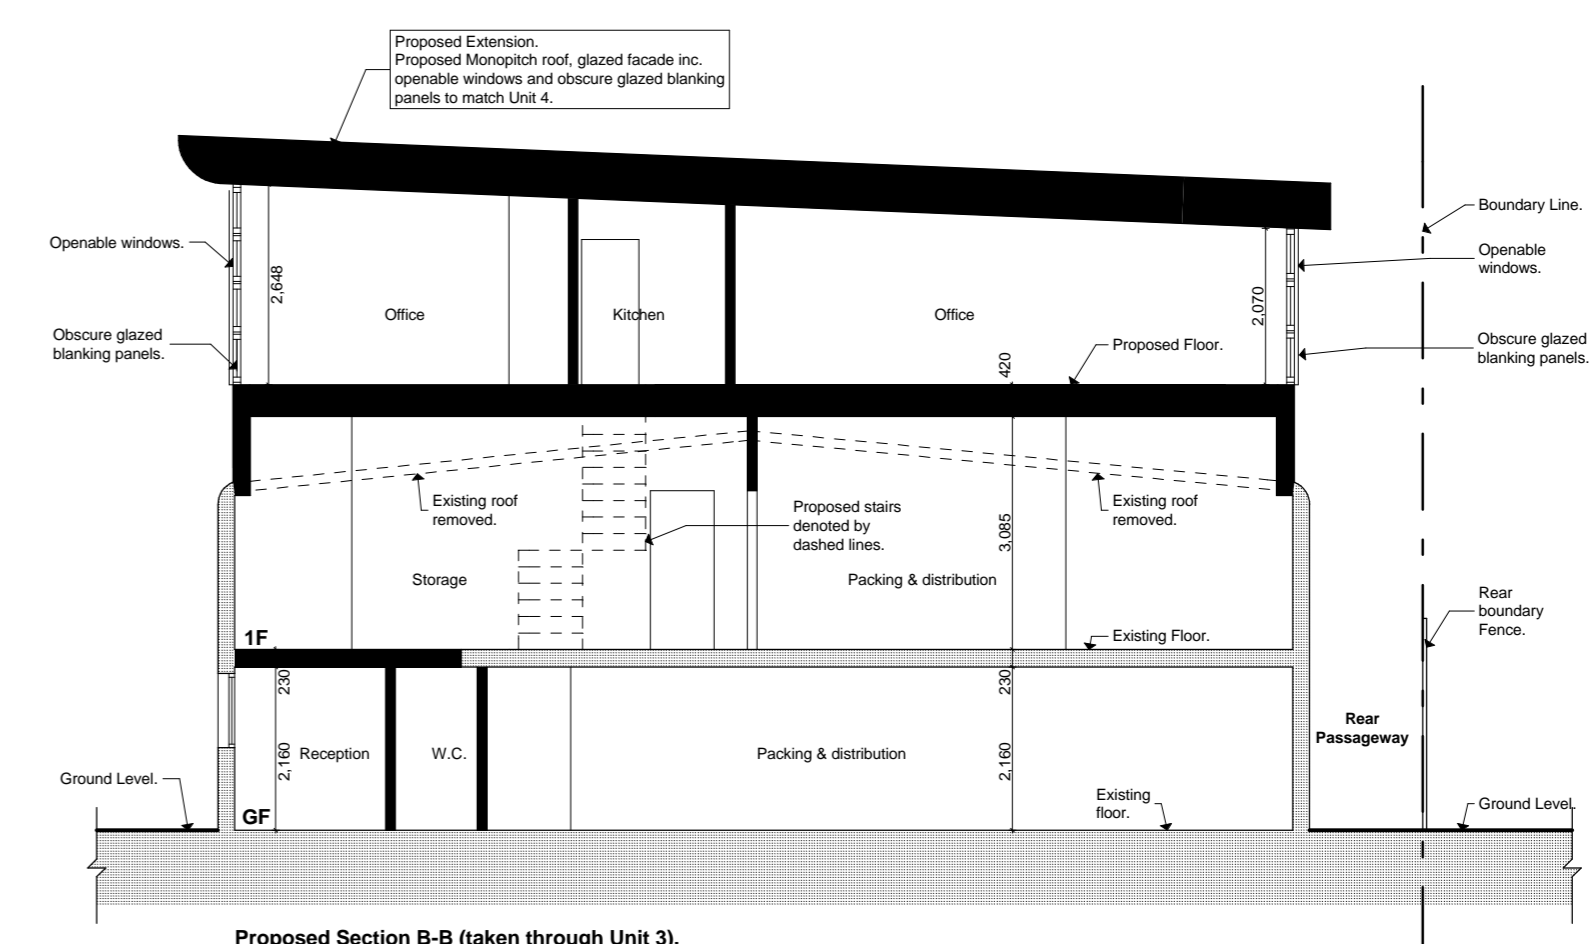 Proposed Extension.
Proposed Monopitch roof, glazed facade inc.
openable windows and obscure glazed blanking
panels to match Unit 4.
Boundary Line.
Openable windows.
Openable
windows.
2,648
2,070
Office
Kitchen
Office
Obscure glazed
blanking panels.
Proposed Floor.
Obscure glazed
blanking panels.
420
Existing roof
removed.
Proposed stairs
denoted by
dashed lines.
Existing roof
removed.
3,085
Storage
Packing & distribution
Rear
boundary
Fence.
1F
Existing Floor.
230
230
Rear
Passageway
2,160
Reception
W.C.
Packing & distribution
2,160
Ground Level.
Existing
floor.
Ground Level.
GF
Proposed Section B-B (taken through Unit 3).